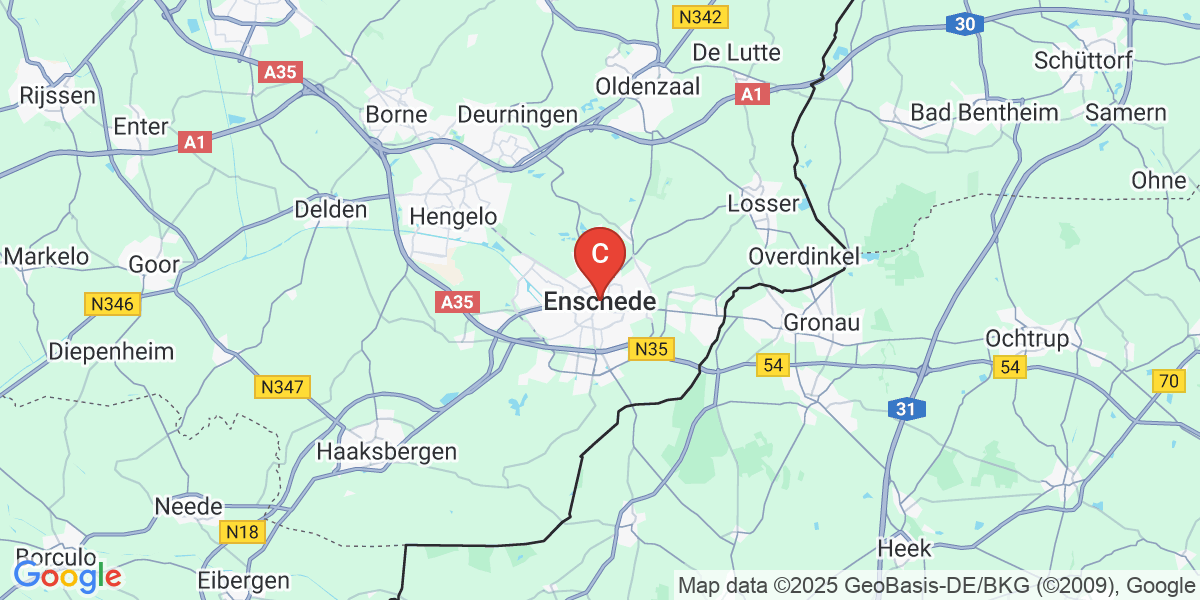 N342
30
De Lutte
Schüttorf
A35
Oldenzaal
A1
Rijssen
Borne
Deurningen
Bad Bentheim
Samern
Enter
A1
Ohne
Delden
Hengelo
Losser
Markelo
Goor
C
Overdinkel
N346
A35
Enschede
Gronau
Diepenheim
N35
Ochtrup
54
54
N347
70
31
Haaksbergen
Neede
N18
Borculo
Heek
Google
Eibergen
Map data ©2025 GeoBasis-DE/BKG (©2009), Google